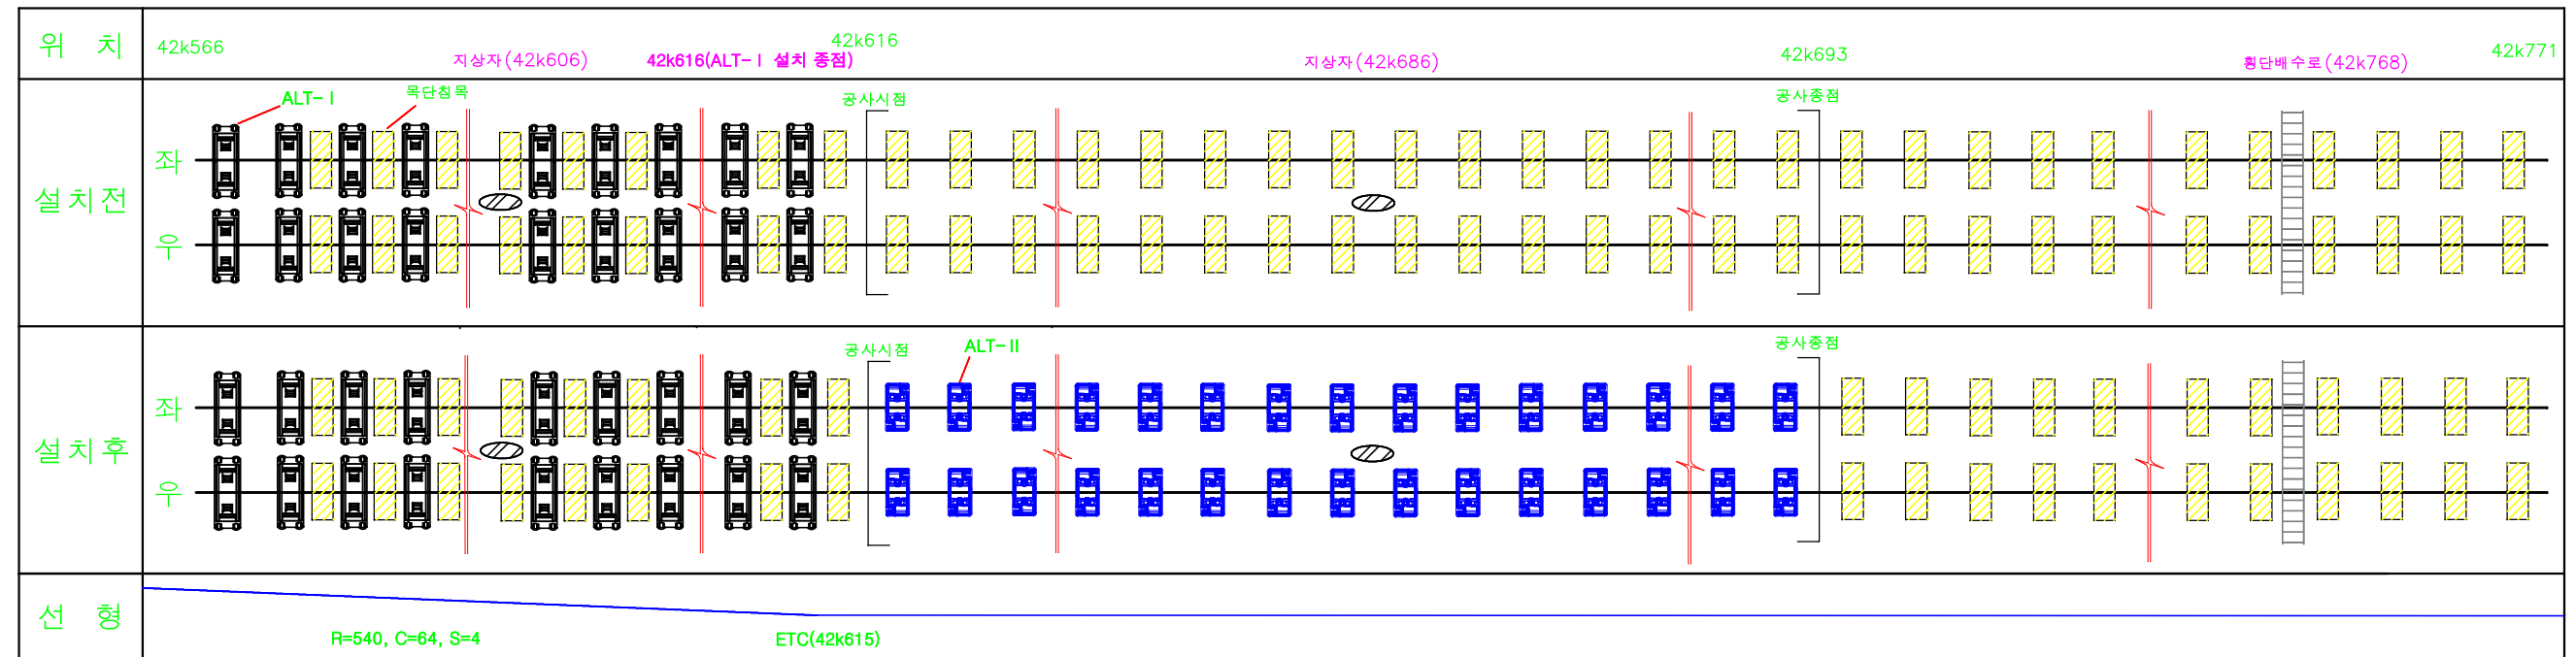 위 치
42k566
지상자(42k606)
42k616(ALT-I 설치 종점)
42k616
지상자(42k686)
42k693
횡단배수로(42k768)
42k771
설치전
ALT-I
목단침목
공사시점
공사종점
좌
우
설치후
공사시점
ALT-II
공사종점
좌
우
선 형
R=540, C=64, S=4
ETC(42k615)